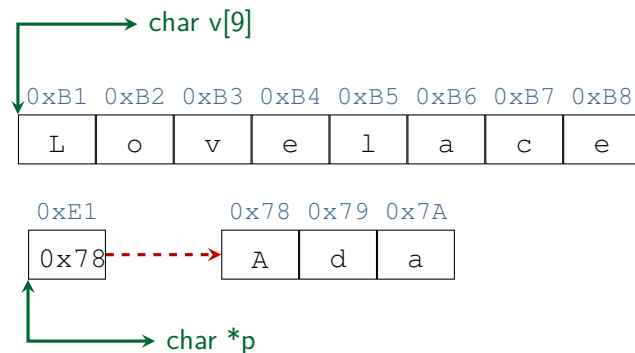 char v[9]
0xB1 0xB2 0xB3 0xB4 0xB5 0xB6 0xB7 0xB8
L o v e l a c e
0xE1 0x78 0x79 0x7A
0x78 A d a
char *p